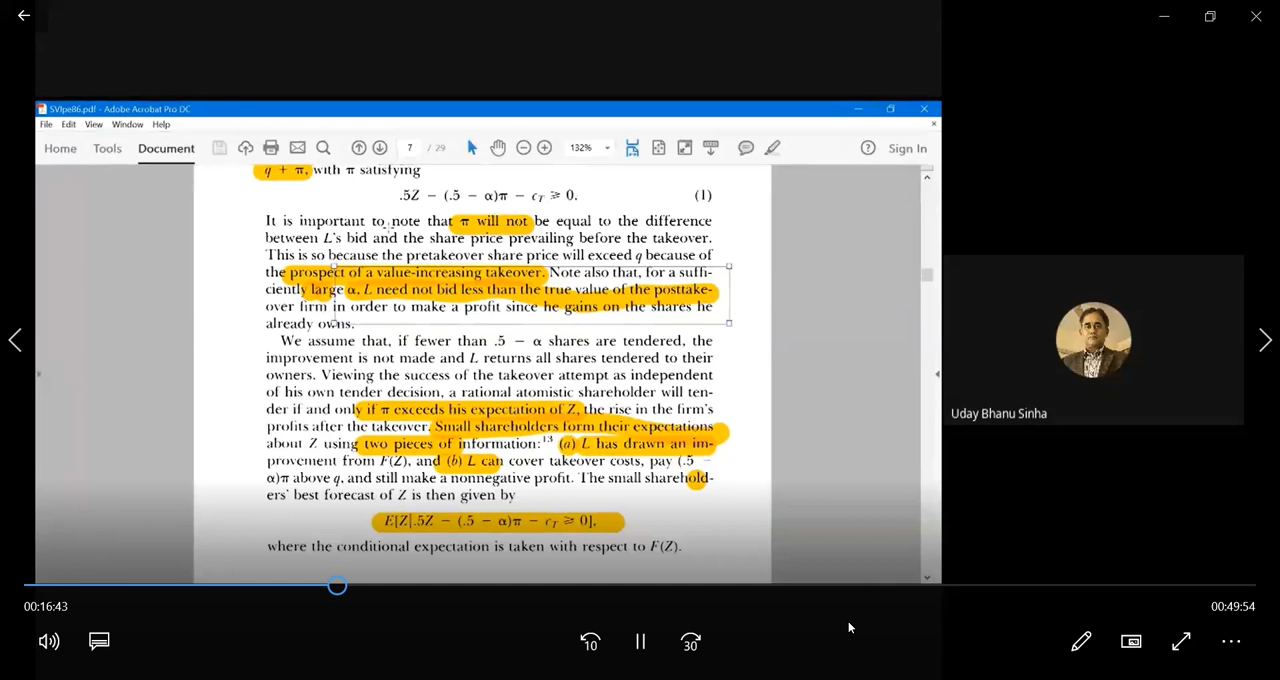 SVJpe86.pdf - Adobe Acrobat Pro DC
File Edit View Window Help
Home Tools Document 7 / 29 132% Sign In
q + π, with π satisfying
.5Z − (.5 − α)π − c_T ≥ 0. (1)
It is important to note that π will not be equal to the difference
between L's bid and the share price prevailing before the takeover.
This is so because the pretakeover share price will exceed q because of
the prospect of a value-increasing takeover. Note also that, for a suffi-
ciently large α, L need not bid less than the true value of the posttake-
over firm in order to make a profit since he gains on the shares he
already owns.
We assume that, if fewer than .5 − α shares are tendered, the
improvement is not made and L returns all shares tendered to their
owners. Viewing the success of the takeover attempt as independent
of his own tender decision, a rational atomistic shareholder will ten-
der if and only if π exceeds his expectation of Z, the rise in the firm's
profits after the takeover. Small shareholders form their expectations
about Z using two pieces of information:¹³ (a) L has drawn an im-
provement from F(Z), and (b) L can cover takeover costs, pay (.5 −
α)π above q, and still make a nonnegative profit. The small sharehold-
ers' best forecast of Z is then given by
E[Z|.5Z − (.5 − α)π − c_T ≥ 0],
where the conditional expectation is taken with respect to F(Z).
Uday Bhanu Sinha
00:16:43 00:49:54
10 30